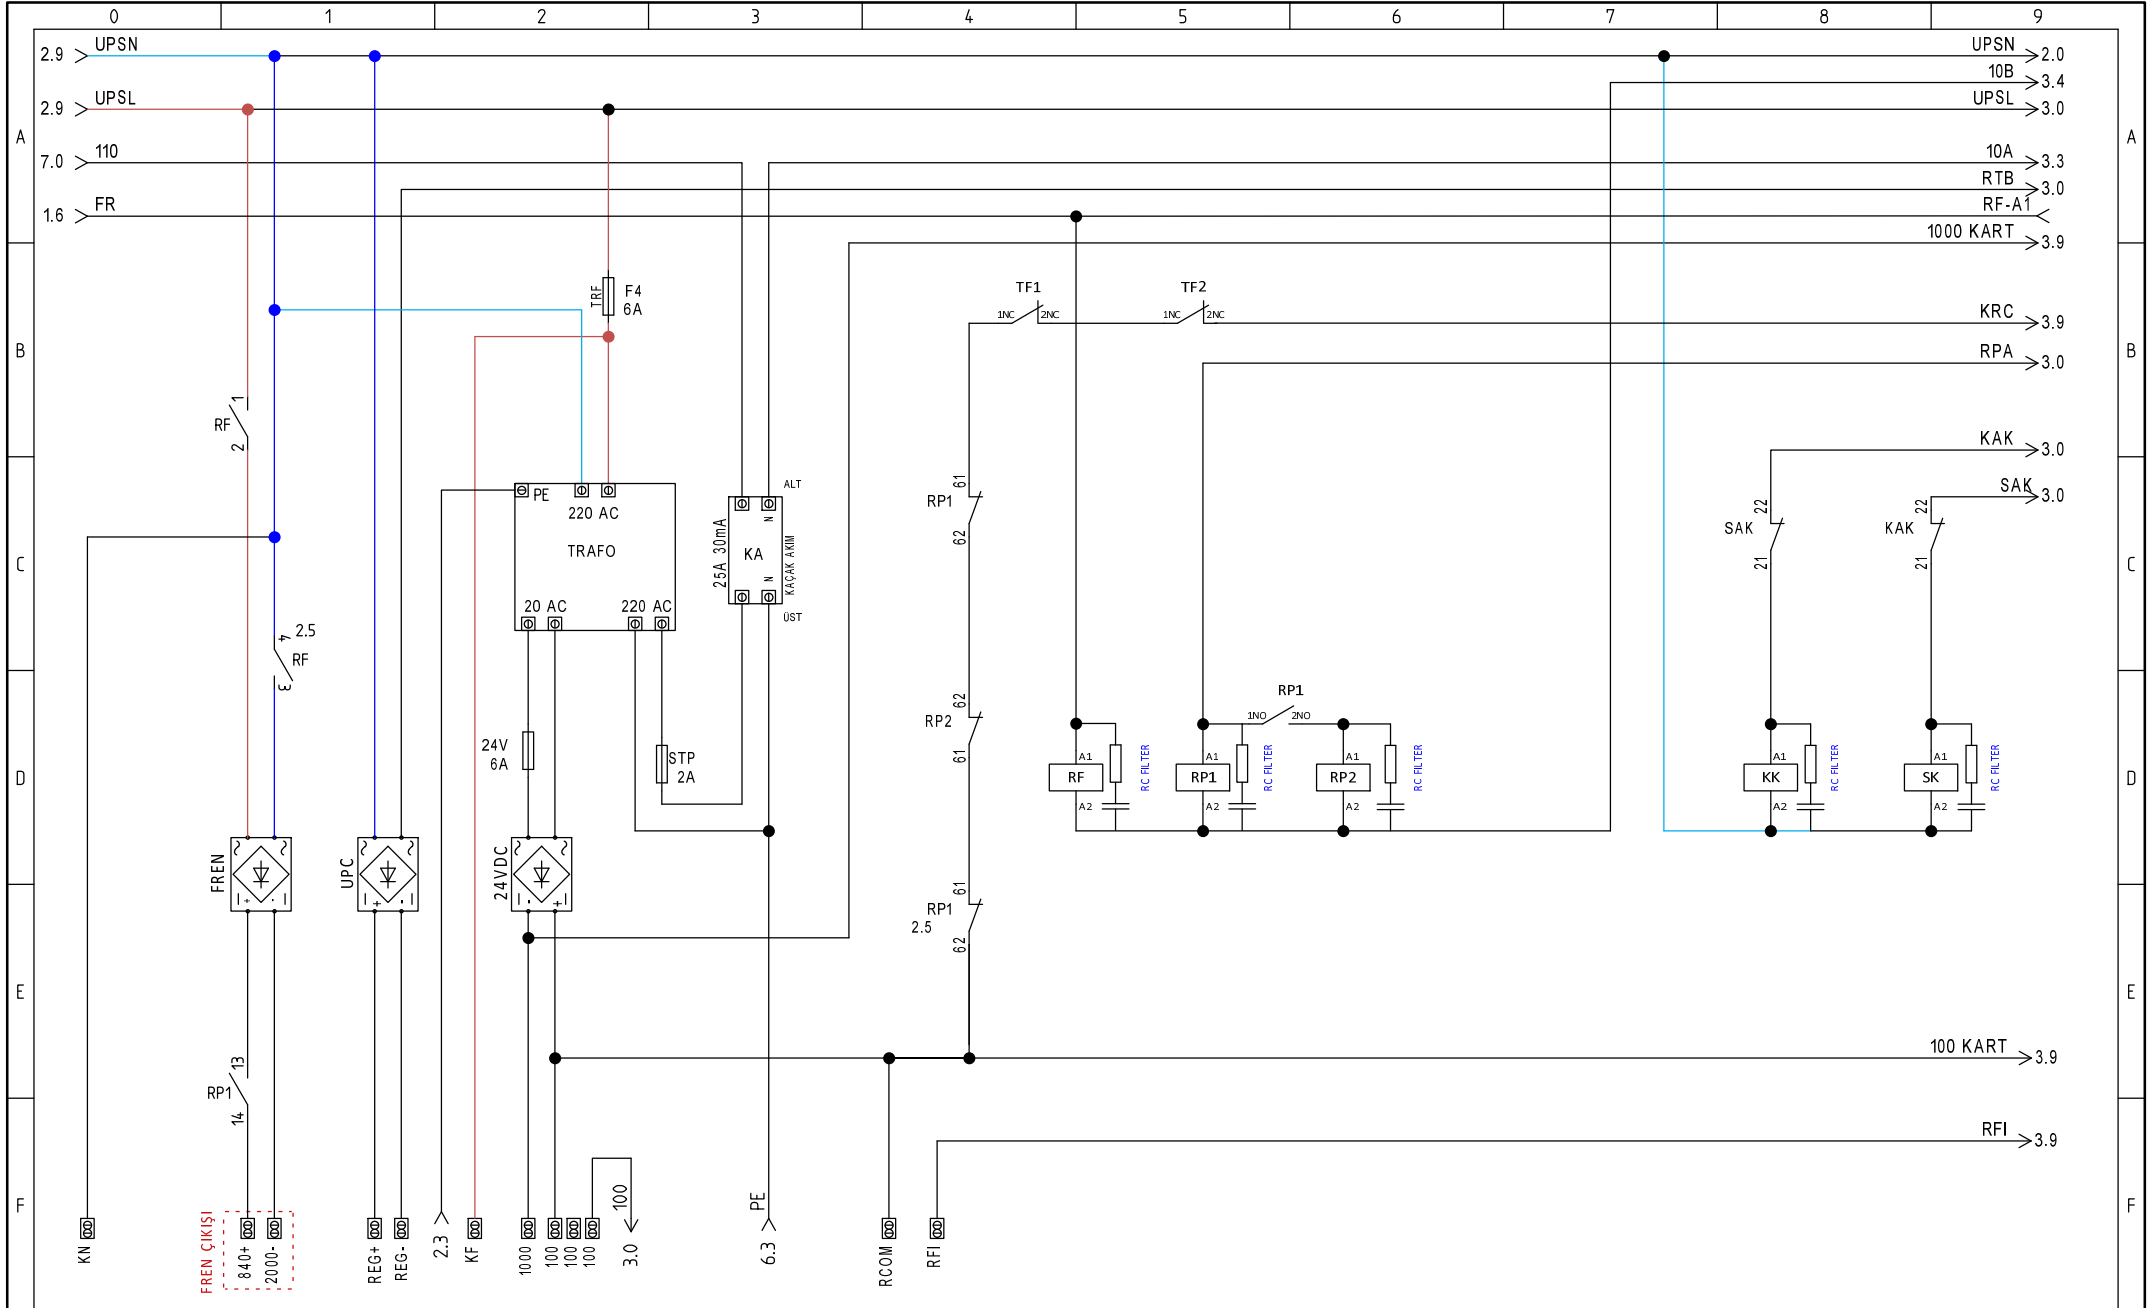 0 1 2 3 4 5 6 7 8 9
2.9 UPSN UPSN 2.0
10B 3.4
2.9 UPSL UPSL 3.0
A A
7.0 110 10A 3.3
RTB 3.0
1.6 FR RF-A1
1000 KART 3.9
TRF F4
6A
TF1 TF2
1NC 2NC 1NC 2NC
KRC 3.9
B B
RPA 3.0
1
RF
2
KAK 3.0
ALT
SAK 3.0
PE
220 AC
TRAFO
20 AC 220 AC
25A 30mA
KA
N
N
KAÇAK AKIM
ÜST
61
RP1
62
22
SAK
21
22
KAK
21
C C
4 2.5
RF
3
62
RP2
61
RP1
1NO 2NO
24V
6A
STP
2A
A1
RF
A2
RC FILTER
A1
RP1
A2
RC FILTER
A1
RP2
A2
RC FILTER
A1
KK
A2
RC FILTER
A1
SK
A2
RC FILTER
D D
FREN
~ ~
+ -
UPC
~ ~
+ -
24VDC
~ ~
- +
61
RP1
2.5
62
E E
100 KART 3.9
13
RP1
14
RFI 3.9
F F
KN
FREN ÇIKIŞI
840+
2000-
REG+
REG-
2.3
KF
1000
100
100
100
100
3.0
PE
6.3
RCOM
RFI